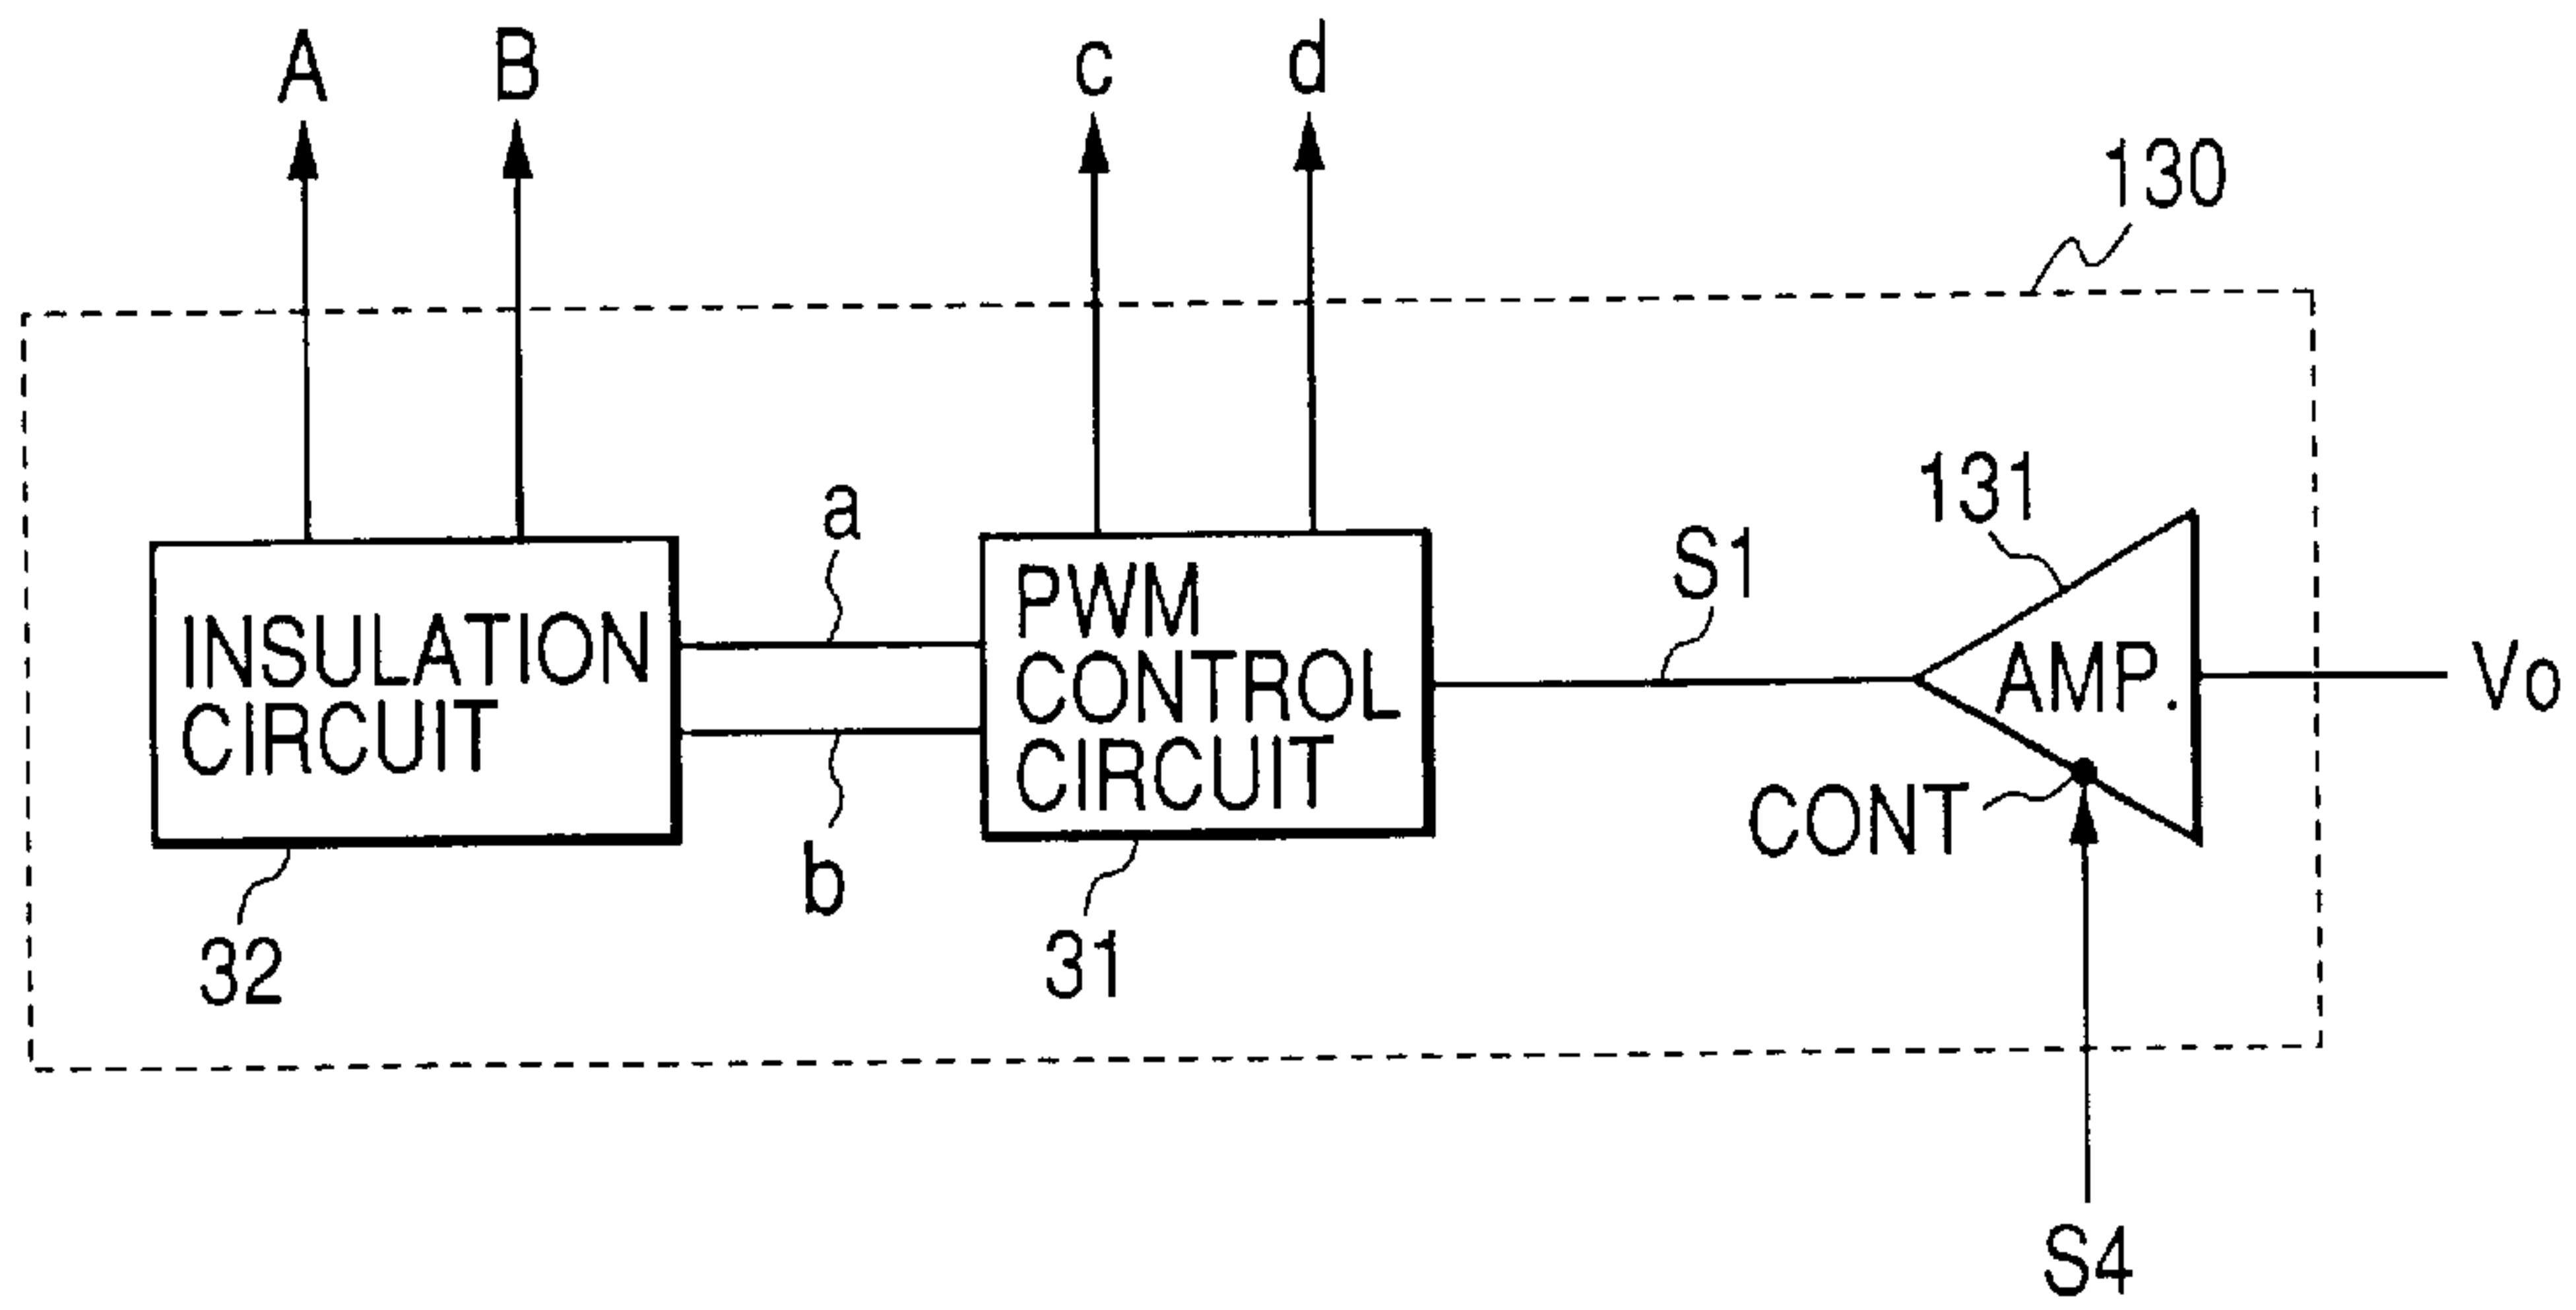 A
B
c
d
130
131
a
S1
INSULATION
CIRCUIT
PWM
CONTROL
CIRCUIT
AMP.
Vo
CONT
b
32
31
S4